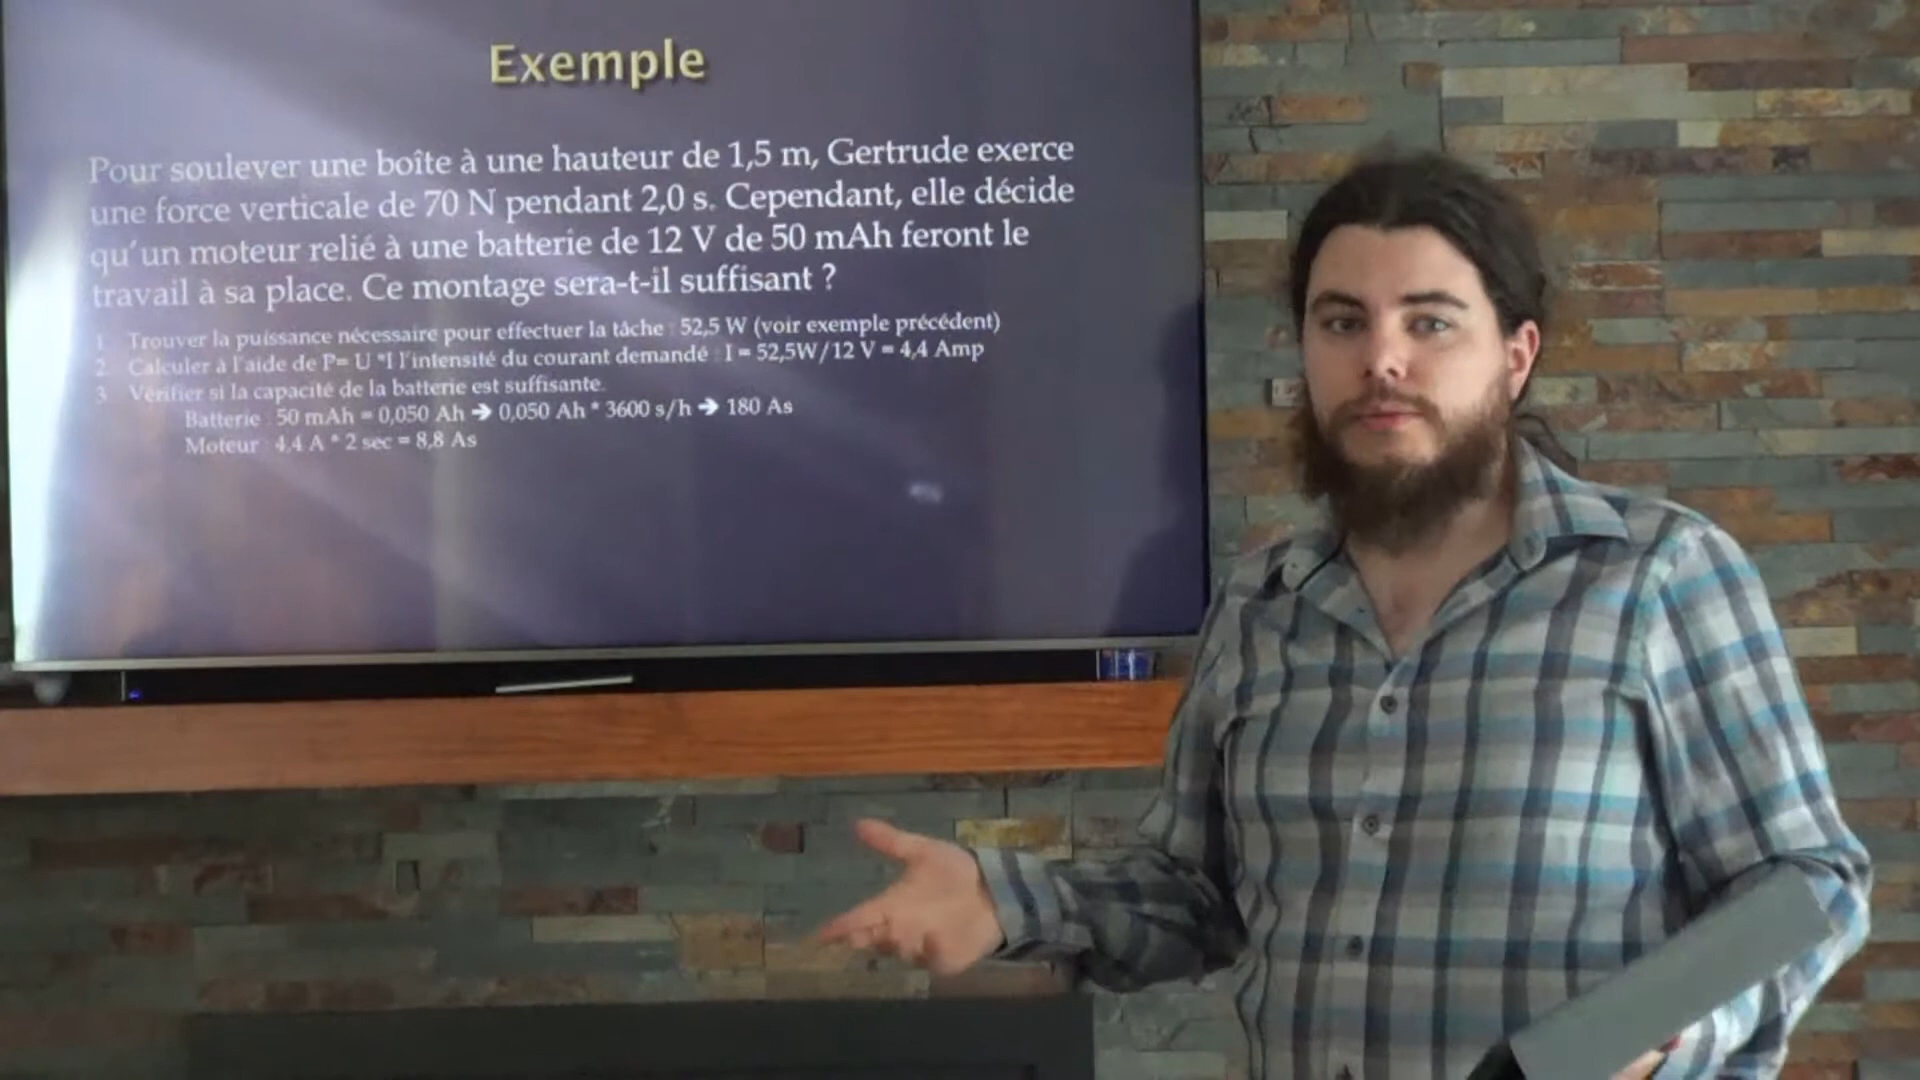 Exemple
Pour soulever une boîte à une hauteur de 1,5 m, Gertrude exerce
une force verticale de 70 N pendant 2,0 s. Cependant, elle décide
qu'un moteur relié à une batterie de 12 V de 50 mAh feront le
travail à sa place. Ce montage sera-t-il suffisant ?
1. Trouver la puissance nécessaire pour effectuer la tâche : 52,5 W (voir exemple précédent)
2. Calculer à l'aide de P= U *I l'intensité du courant demandé : I = 52,5W/12 V = 4,4 Amp
3. Vérifier si la capacité de la batterie est suffisante.
Batterie : 50 mAh = 0,050 Ah ➔ 0,050 Ah * 3600 s/h ➔ 180 As
Moteur : 4,4 A * 2 sec = 8,8 As